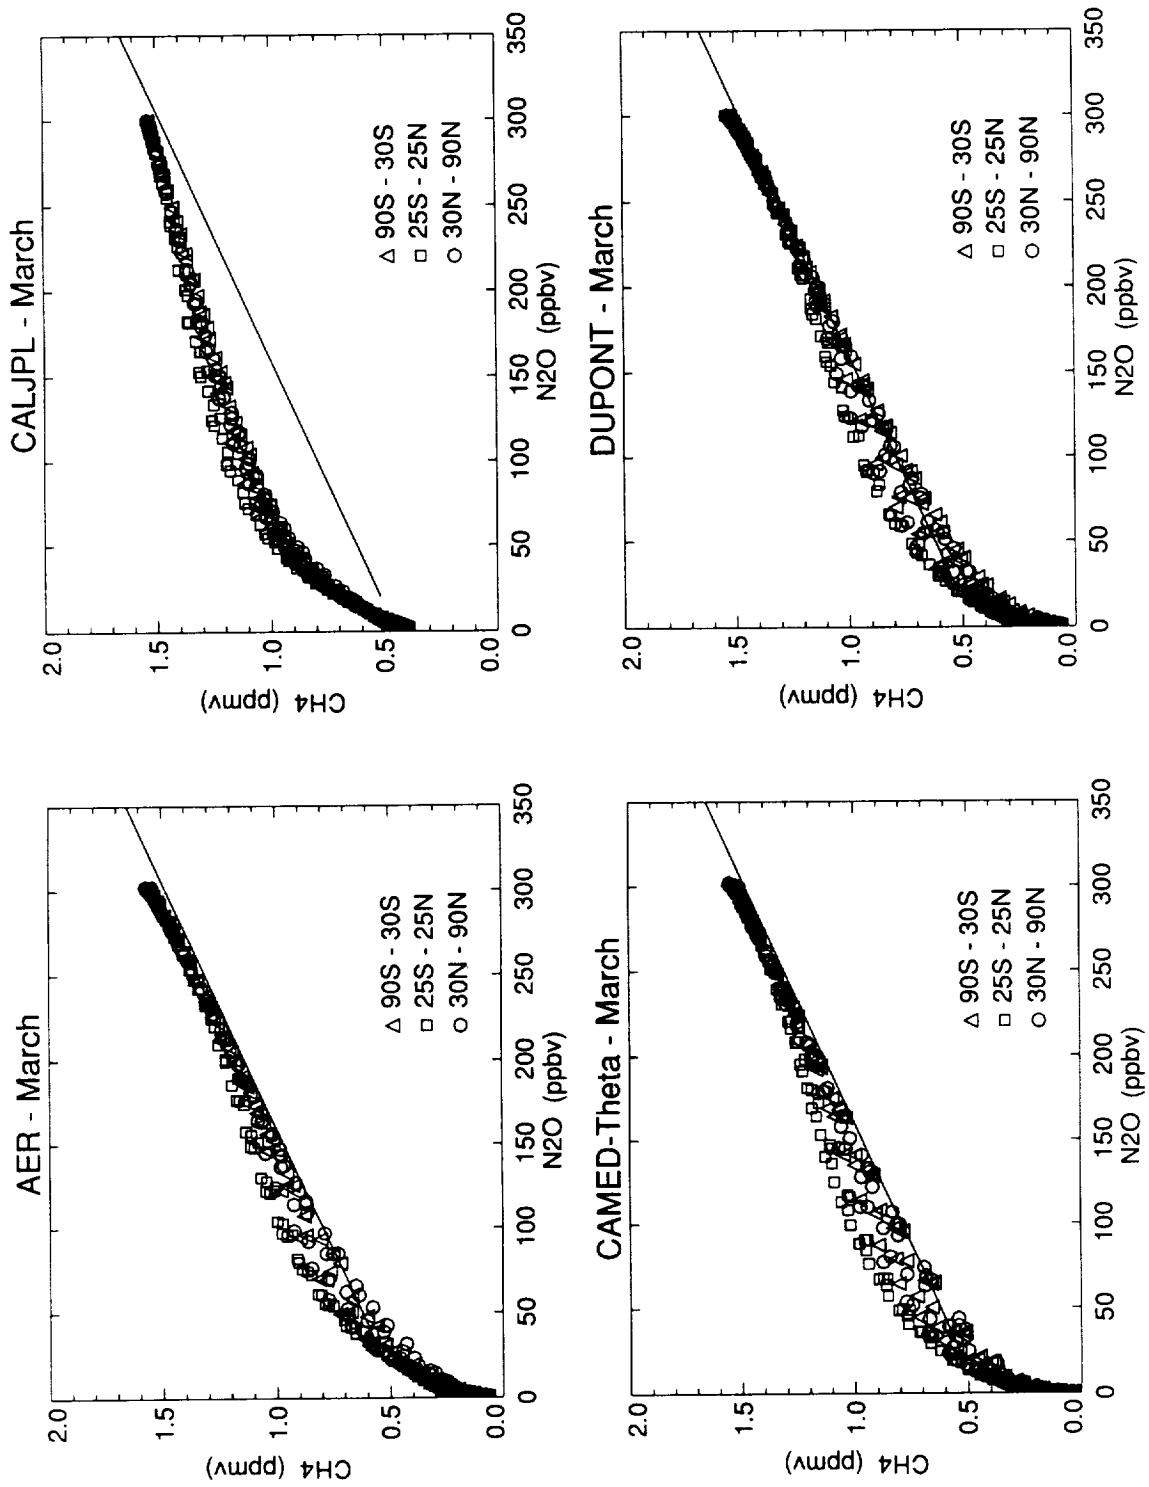 AER - March
CH4 (ppmv)
2.0
1.5
1.0
0.5
0.0
△ 90S - 30S
□ 25S - 25N
○ 30N - 90N
0 50 100 150 200 250 300 350
N2O (ppbv)
CALJPL - March
CH4 (ppmv)
2.0
1.5
1.0
0.5
0.0
△ 90S - 30S
□ 25S - 25N
○ 30N - 90N
0 50 100 150 200 250 300 350
N2O (ppbv)
CAMED-Theta - March
CH4 (ppmv)
2.0
1.5
1.0
0.5
0.0
△ 90S - 30S
□ 25S - 25N
○ 30N - 90N
0 50 100 150 200 250 300 350
N2O (ppbv)
DUPONT - March
CH4 (ppmv)
2.0
1.5
1.0
0.5
0.0
△ 90S - 30S
□ 25S - 25N
○ 30N - 90N
0 50 100 150 200 250 300 350
N2O (ppbv)